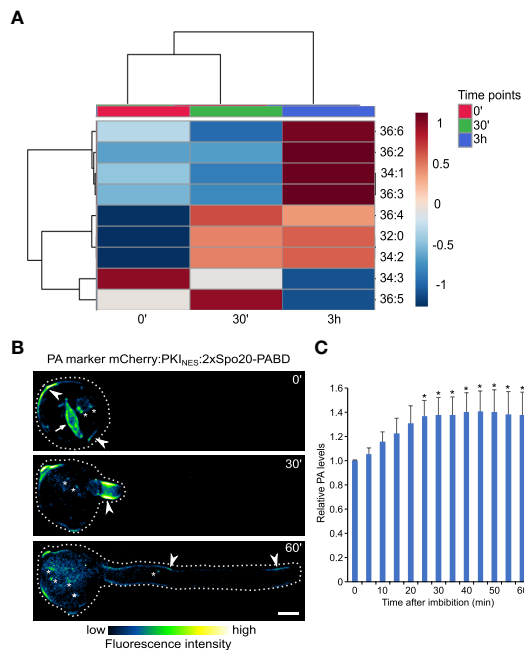 A
Time points
0'
30'
3h
36:6
36:2
34:1
36:3
36:4
32:0
34:2
34:3
36:5
1
0.5
0
-0.5
-1
0'
30'
3h
B
PA marker mCherry:PKINES:2xSpo20-PABD
0'
* *
30'
* *
60'
* * * * *
low
high
Fluorescence intensity
C
Relative PA levels
1.6
1.4
1.2
1.0
0.8
0.6
0.4
0.2
0
* * * * * * * *
0
10
20
30
40
50
60
Time after imbibition (min)